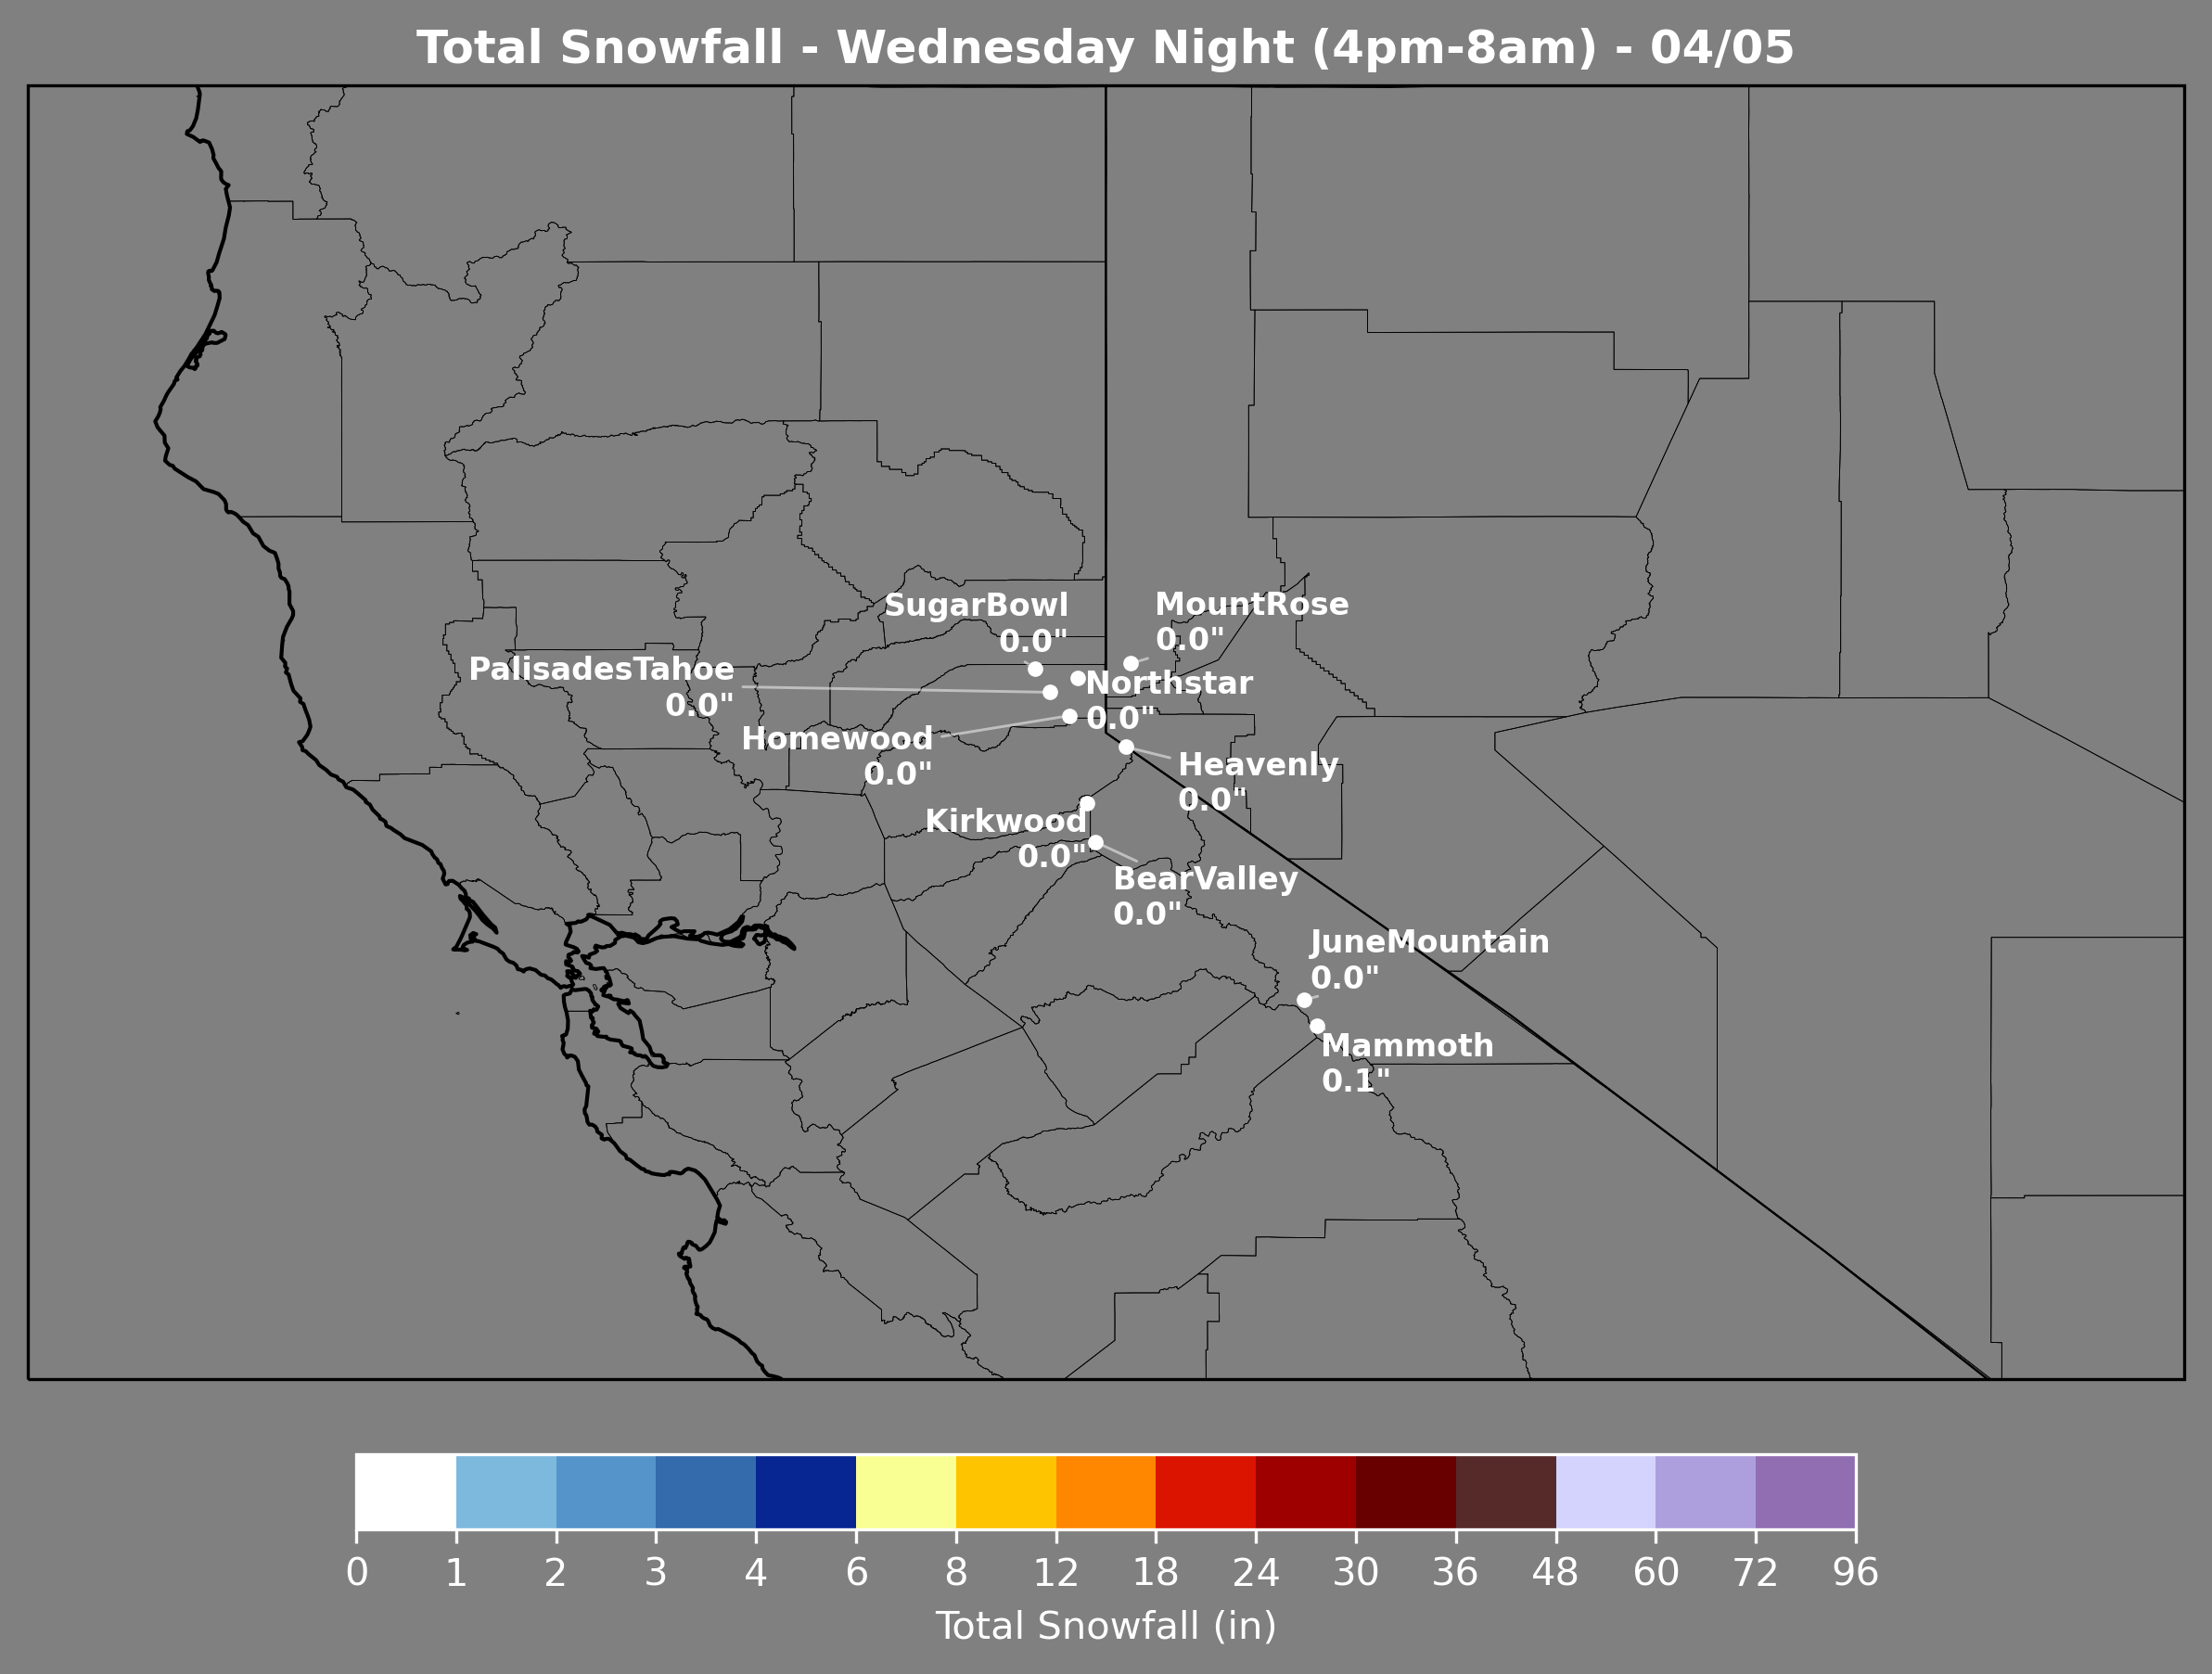 Total Snowfall - Wednesday Night (4pm-8am) - 04/05
SugarBowl
0.0"
MountRose
0.0"
PalisadesTahoe
0.0"
Northstar
0.0"
Homewood
0.0"
Heavenly
0.0"
Kirkwood
0.0"
BearValley
0.0"
JuneMountain
0.0"
Mammoth
0.1"
0 1 2 3 4 6 8 12 18 24 30 36 48 60 72 96
Total Snowfall (in)